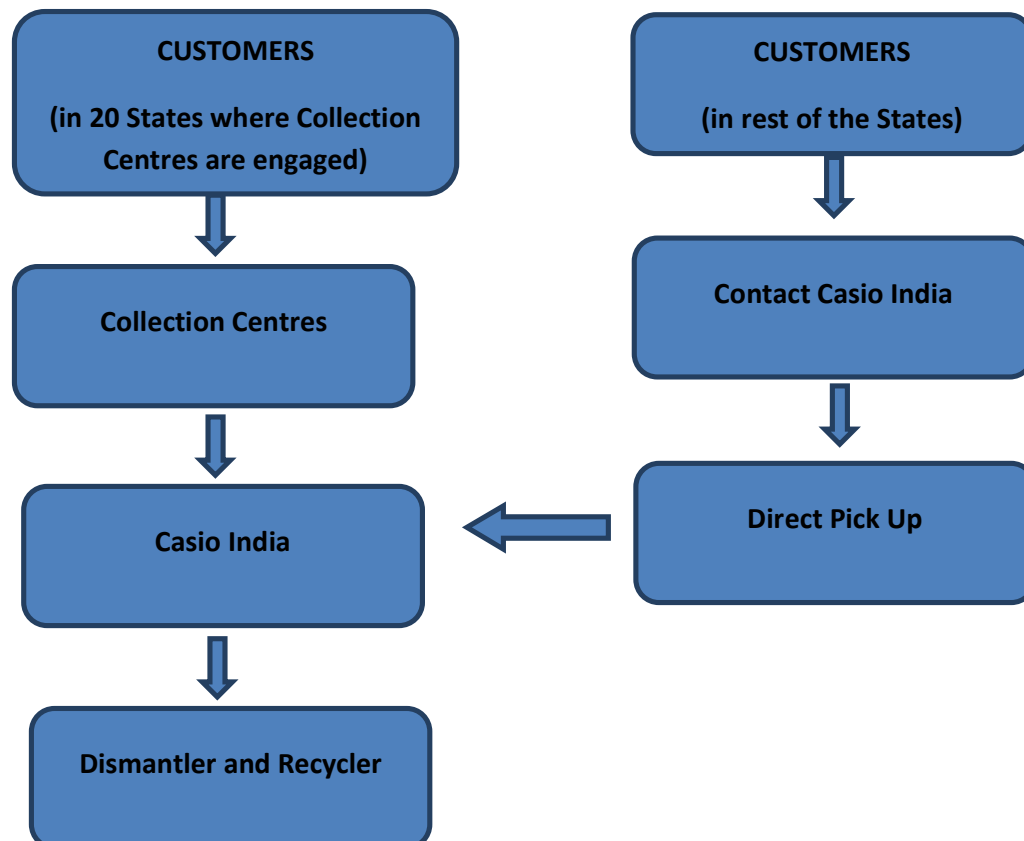 CUSTOMERS
(in 20 States where Collection
Centres are engaged)
Collection Centres
Casio India
Dismantler and Recycler
CUSTOMERS
(in rest of the States)
Contact Casio India
Direct Pick Up